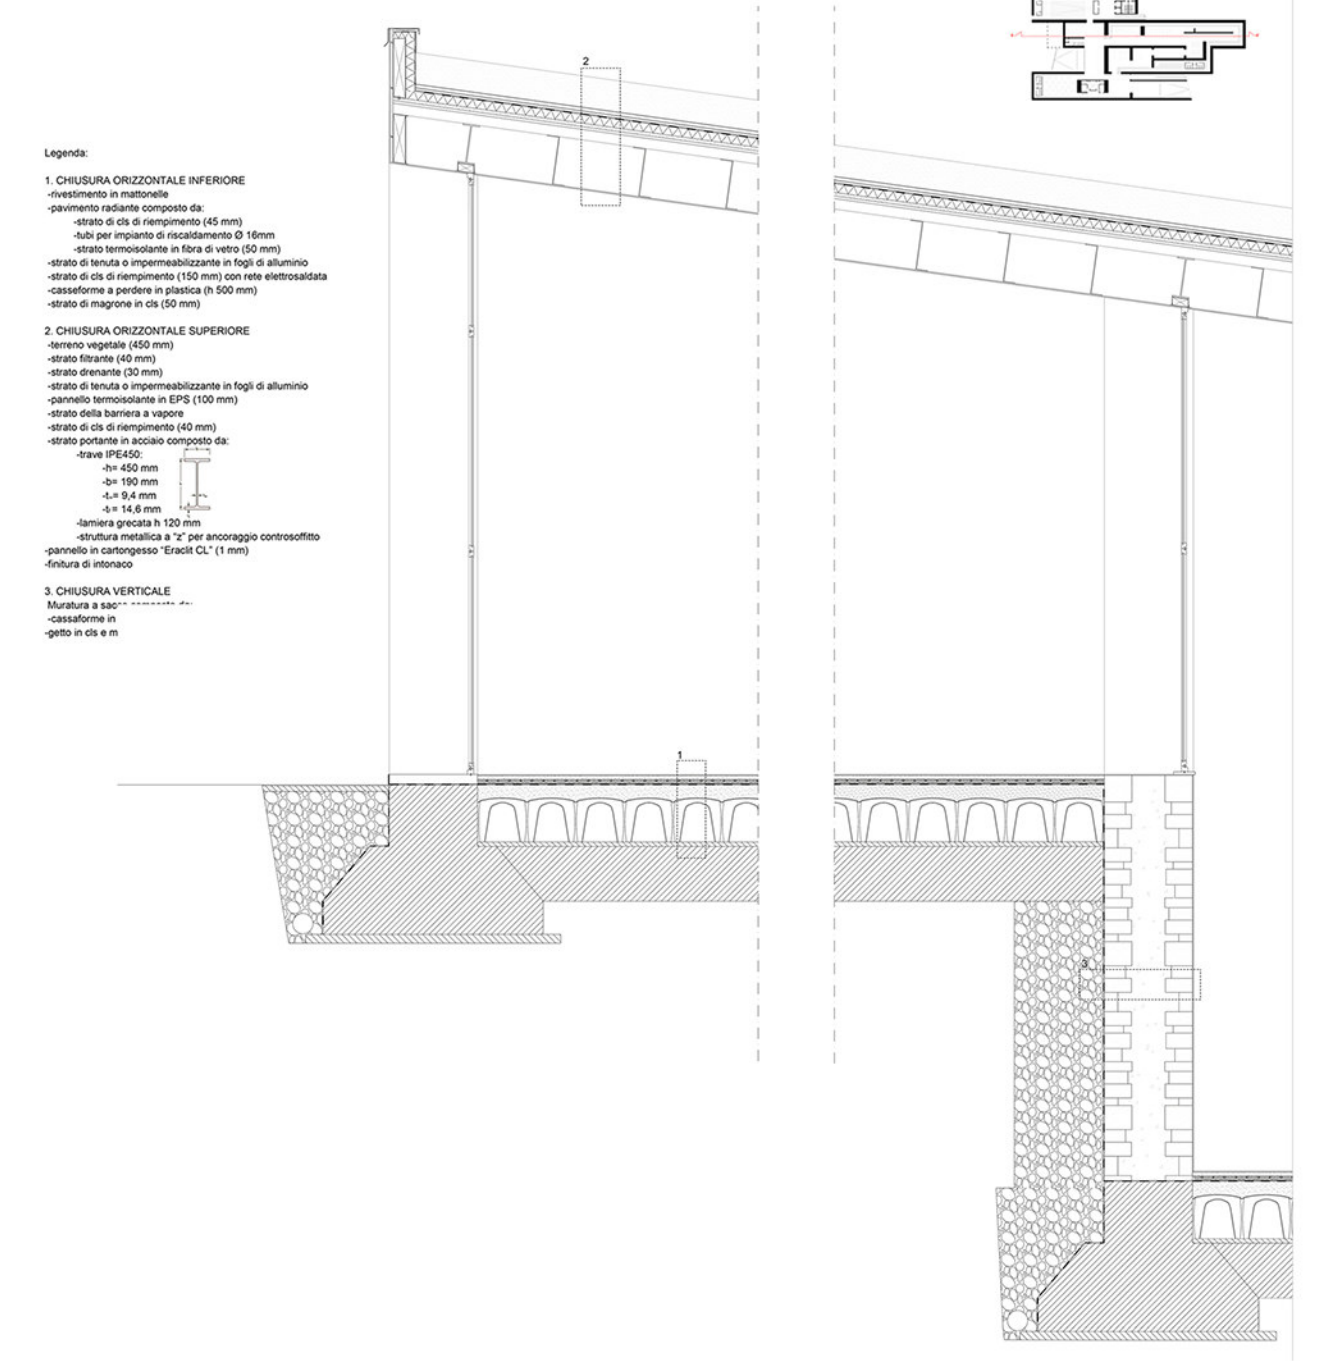 Legenda:
1. CHIUSURA ORIZZONTALE INFERIORE
-rivestimento in mattonelle
-pavimento radiante composto da:
-strato di cls di riempimento (45 mm)
-tubi per impianto di riscaldamento Ø 16mm
-strato termoisolante in fibra di vetro (50 mm)
-strato di tenuta o impermeabilizzante in fogli di alluminio
-strato di cls di riempimento (150 mm) con rete elettrosaldata
-casseforme a perdere in plastica (h 500 mm)
-strato di magrone in cls (50 mm)
2. CHIUSURA ORIZZONTALE SUPERIORE
-terreno vegetale (450 mm)
-strato filtrante (40 mm)
-strato drenante (30 mm)
-strato di tenuta o impermeabilizzante in fogli di alluminio
-pannello termoisolante in EPS (100 mm)
-strato della barriera a vapore
-strato di cls di riempimento (40 mm)
-strato portante in acciaio composto da:
-trave IPE450:
-h= 450 mm
-b= 190 mm
= 9,4 mm
= 14,6 mm
-lamiera grecata h 120 mm
-struttura metallica a "z" per ancoraggio controsoffitto
-pannello in cartongesso "Eraclit CL" (1 mm)
-finitura di intonaco
3. CHIUSURA VERTICALE
Muratura a
-cassaforme in
-getto in cls e m
2
1
3